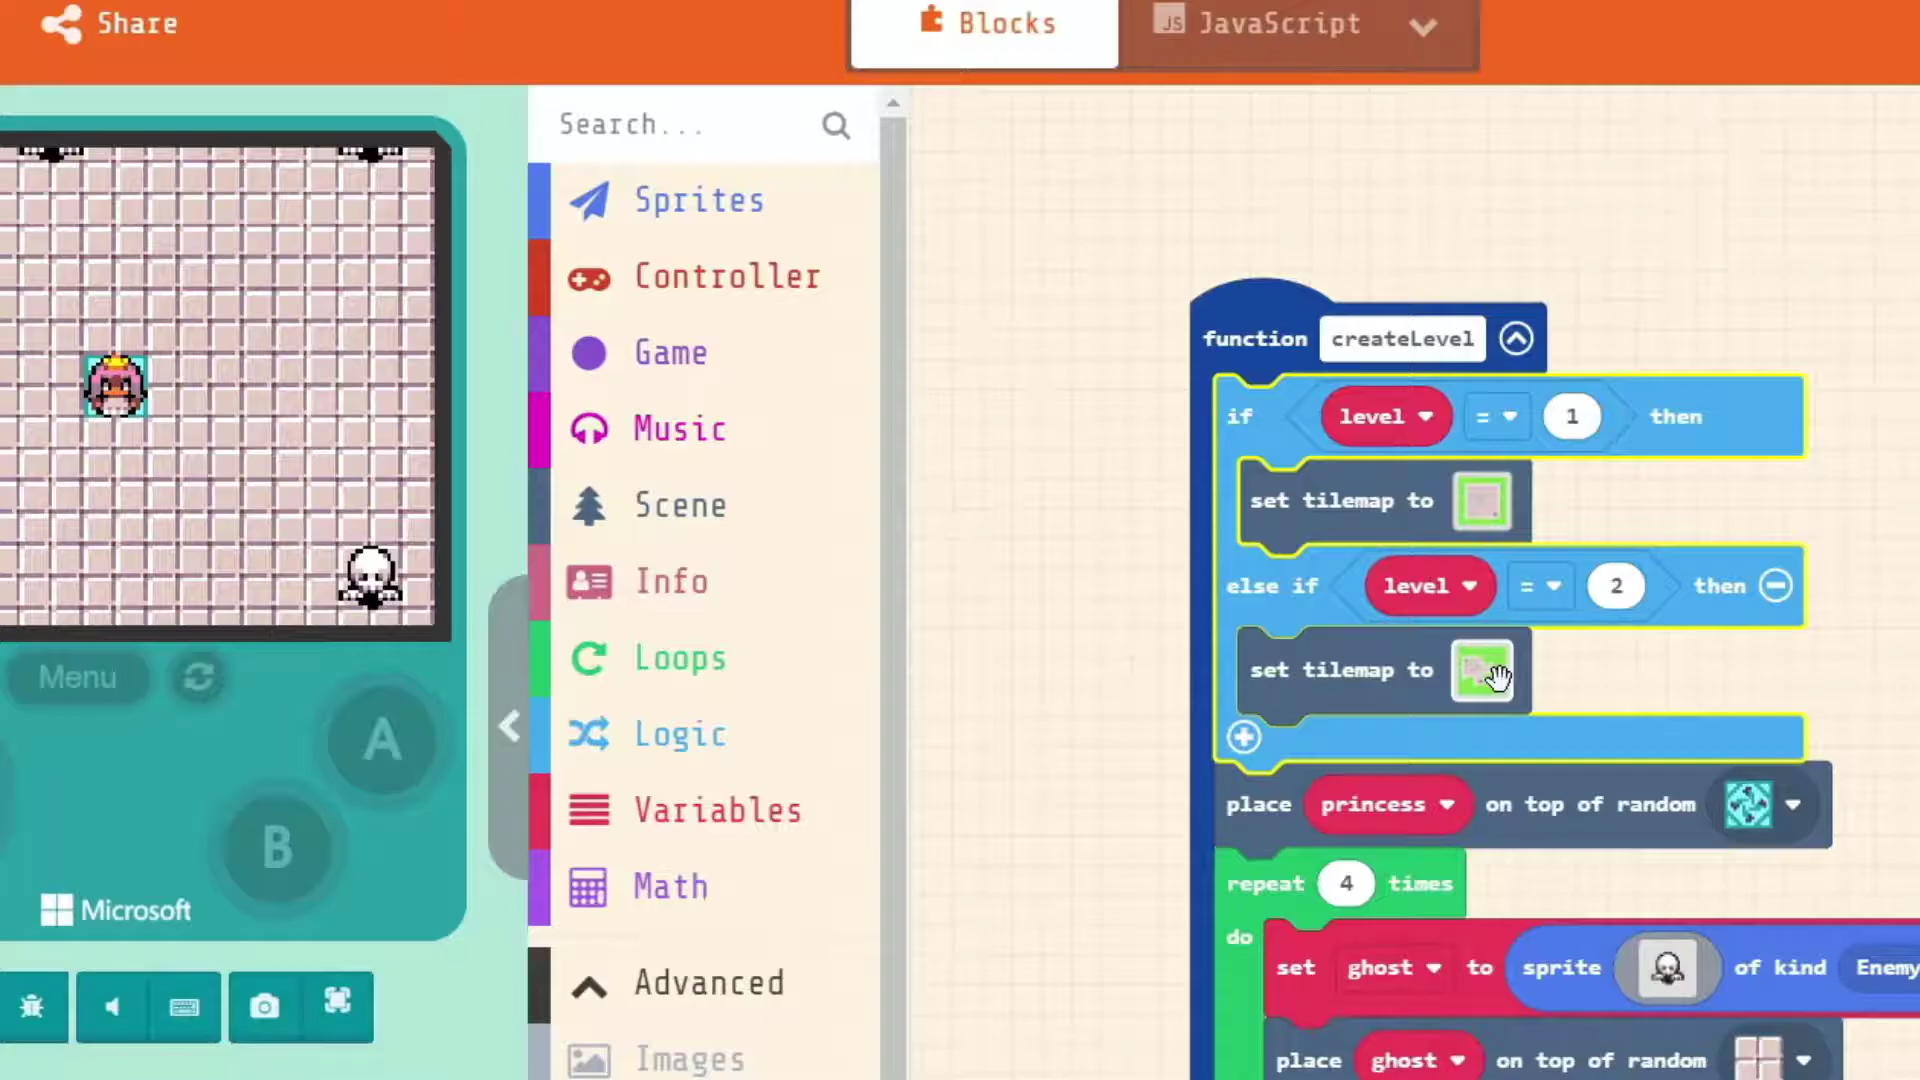 Share
Blocks
JS JavaScript
Search...
Sprites
Controller
Game
Music
Scene
Info
Loops
Logic
Variables
Math
Advanced
Images
Menu
A
B
Microsoft
function createLevel
if level = 1 then
set tilemap to
else if level = 2 then
set tilemap to
place princess on top of random
repeat 4 times
do set ghost to sprite of kind Enemy
place ghost on top of random